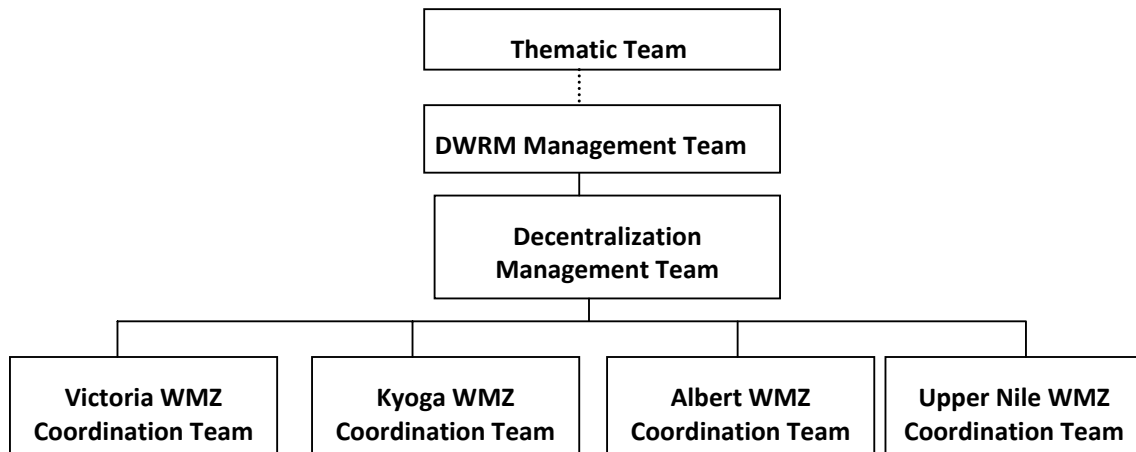 Thematic Team
DWRM Management Team
Decentralization
Management Team
Victoria WMZ
Coordination Team
Kyoga WMZ
Coordination Team
Albert WMZ
Coordination Team
Upper Nile WMZ
Coordination Team